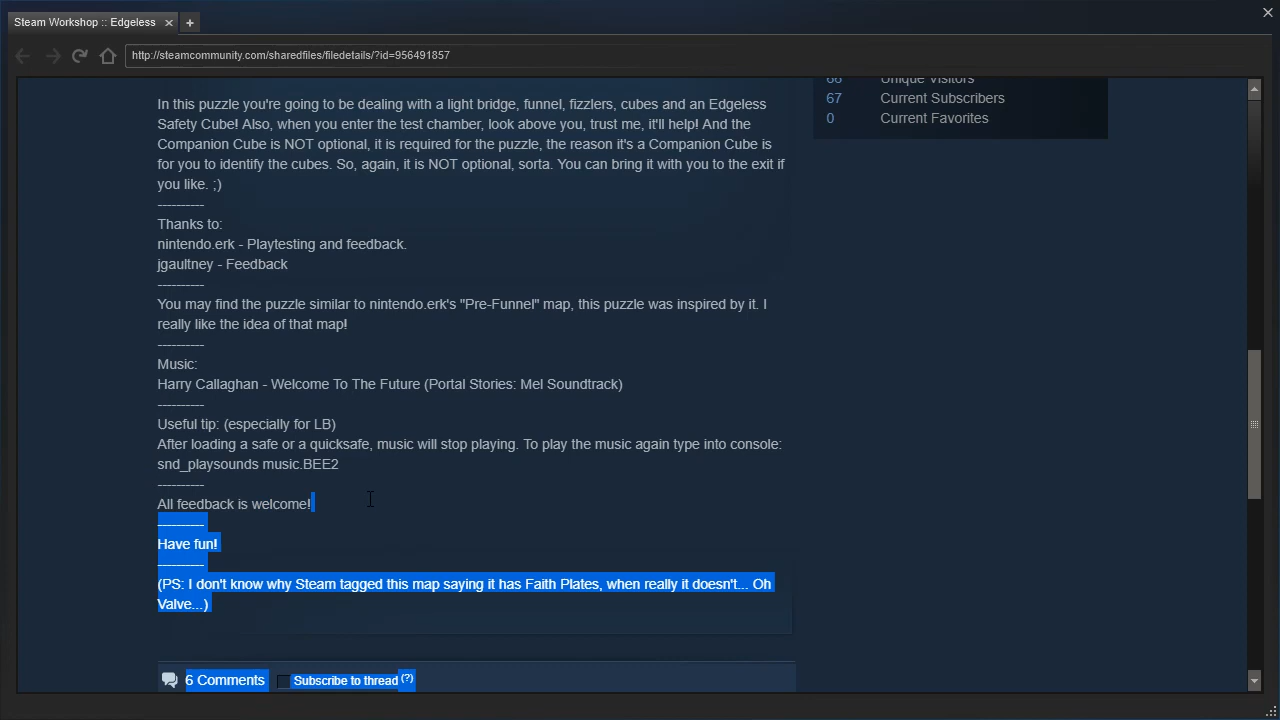 Steam Workshop :: Edgeless
http://steamcommunity.com/sharedfiles/filedetails/?id=956491857
66 Unique Visitors
67 Current Subscribers
0 Current Favorites
In this puzzle you're going to be dealing with a light bridge, funnel, fizzlers, cubes and an Edgeless
Safety Cube! Also, when you enter the test chamber, look above you, trust me, it'll help! And the
Companion Cube is NOT optional, it is required for the puzzle, the reason it's a Companion Cube is
for you to identify the cubes. So, again, it is NOT optional, sorta. You can bring it with you to the exit if
you like. ;)
----------
Thanks to:
nintendo.erk - Playtesting and feedback.
jgaultney - Feedback
----------
You may find the puzzle similar to nintendo.erk's "Pre-Funnel" map, this puzzle was inspired by it. I
really like the idea of that map!
----------
Music:
Harry Callaghan - Welcome To The Future (Portal Stories: Mel Soundtrack)
----------
Useful tip: (especially for LB)
After loading a safe or a quicksafe, music will stop playing. To play the music again type into console:
snd_playsounds music.BEE2
----------
All feedback is welcome!
----------
Have fun!
----------
(PS: I don't know why Steam tagged this map saying it has Faith Plates, when really it doesn't... Oh
Valve...)
6 Comments Subscribe to thread (?)